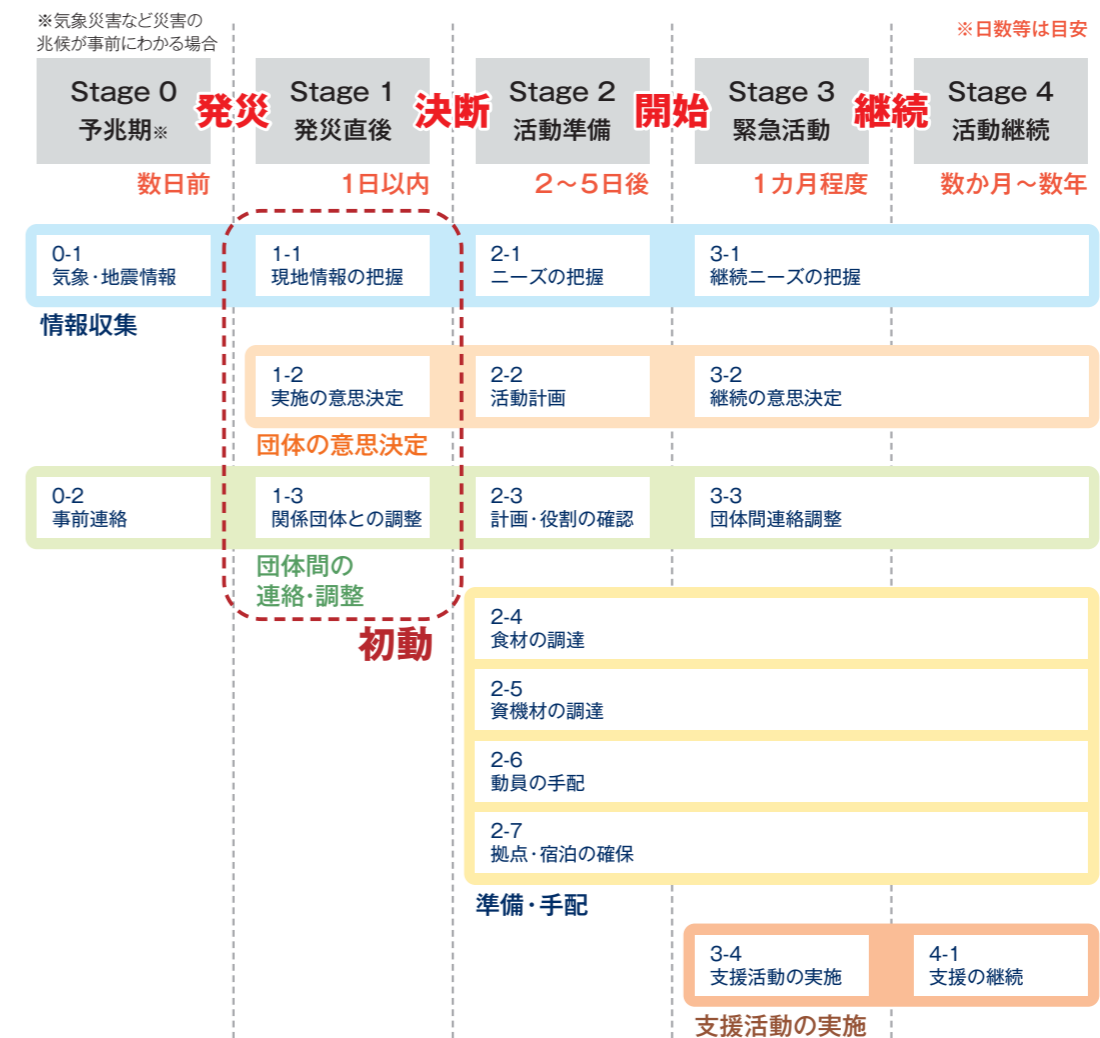 ※気象災害など災害の
兆候が事前にわかる場合
※日数等は目安
Stage 0
予兆期※
発災
Stage 1
発災直後
決断
Stage 2
活動準備
開始
Stage 3
緊急活動
継続
Stage 4
活動継続
数日前
1日以内
2～5日後
1カ月程度
数か月～数年
0-1
気象・地震情報
1-1
現地情報の把握
2-1
ニーズの把握
3-1
継続ニーズの把握
情報収集
1-2
実施の意思決定
2-2
活動計画
3-2
継続の意思決定
団体の意思決定
0-2
事前連絡
1-3
関係団体との調整
2-3
計画・役割の確認
3-3
団体間連絡調整
団体間の
連絡・調整
初動
2-4
食材の調達
2-5
資機材の調達
2-6
動員の手配
2-7
拠点・宿泊の確保
準備・手配
3-4
支援活動の実施
4-1
支援の継続
支援活動の実施